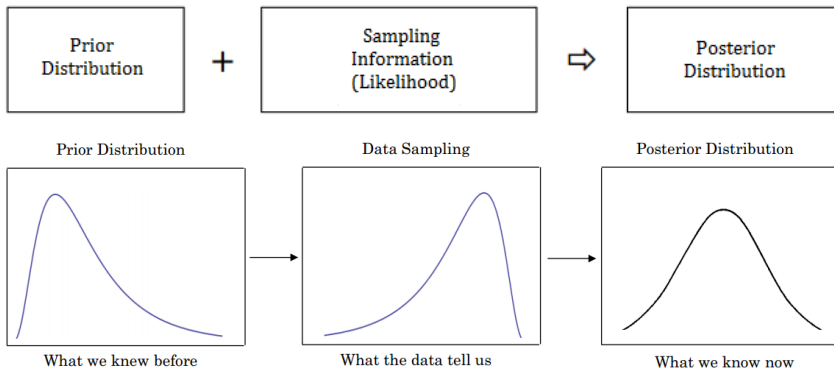 Prior
Distribution
+
Sampling
Information
(Likelihood)
⇨
Posterior
Distribution
Prior Distribution
Data Sampling
Posterior Distribution
What we knew before
What the data tell us
What we know now